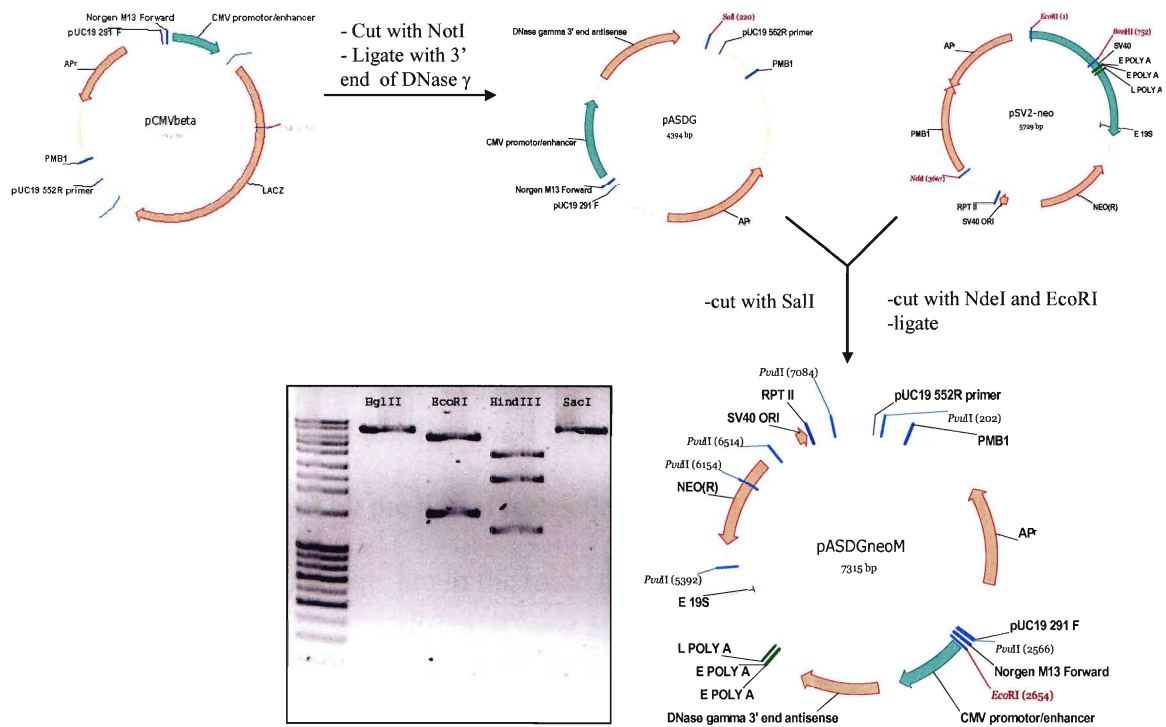 Norgen M13 Forward
CMV promotor/enhancer
pUC19 291 F
APr
pCMVbeta
PMB1
pUC19 552R primer
LACZ
- Cut with NotI
- Ligate with 3'
end of DNase γ
SalI (220)
DNase gamma 3' end antisense
pUC19 552R primer
PMB1
pASDG
4394 bp
CMV promotor/enhancer
Norgen M13 Forward
pUC19 291 F
APr
EcoRI (1)
BamHI (752)
SV40
E POLY A
E POLY A
L POLY A
APr
pSV2-neo
5729 bp
E 19S
PMB1
NdeI (3667)
RPT II
SV40 ORI
NEO(R)
-cut with SalI
-cut with NdeI and EcoRI
-ligate
BglII
EcoRI
HindIII
SacI
PvuII (7084)
RPT II
SV40 ORI
pUC19 552R primer
PvuII (202)
PMB1
PvuII (6514)
PvuII (6154)
NEO(R)
APr
pASDGneoM
7315 bp
PvuII (5392)
E 19S
pUC19 291 F
PvuII (2566)
Norgen M13 Forward
EcoRI (2654)
L POLY A
E POLY A
E POLY A
CMV promotor/enhancer
DNase gamma 3' end antisense